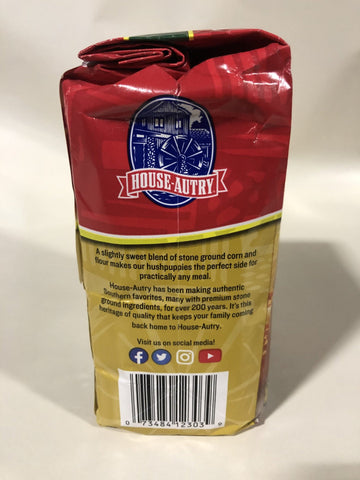 HOUSE-AUTRY
A slightly sweet blend of stone ground corn and
flour makes our hushpuppies the perfect side for
practically any meal.
House-Autry has been making authentic
Southern favorites, many with premium stone
ground ingredients, for over 200 years. It's this
heritage of quality that keeps your family coming
back home to House-Autry.
Visit us on social media!
0 73484 12303